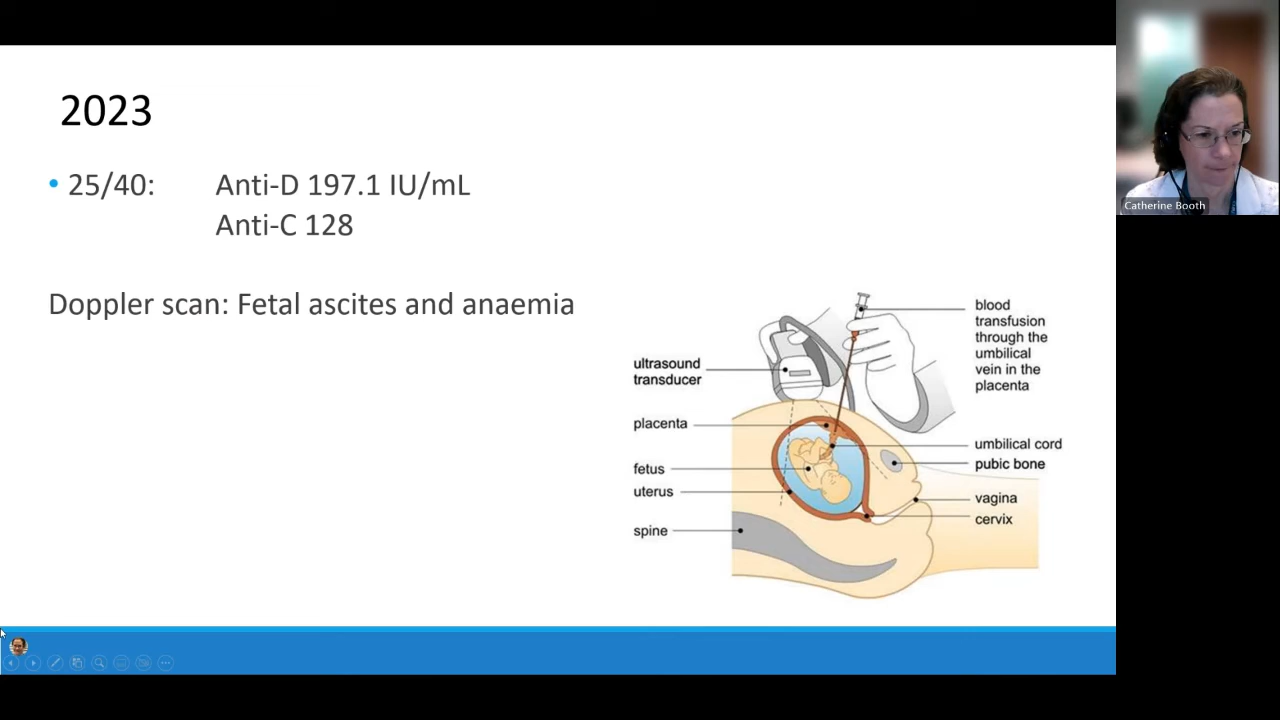 2023
• 25/40: Anti-D 197.1 IU/mL
Anti-C 128
Doppler scan: Fetal ascites and anaemia
ultrasound
transducer
placenta
fetus
uterus
spine
blood
transfusion
through the
umbilical
vein in the
placenta
umbilical cord
pubic bone
vagina
cervix
Catherine Booth